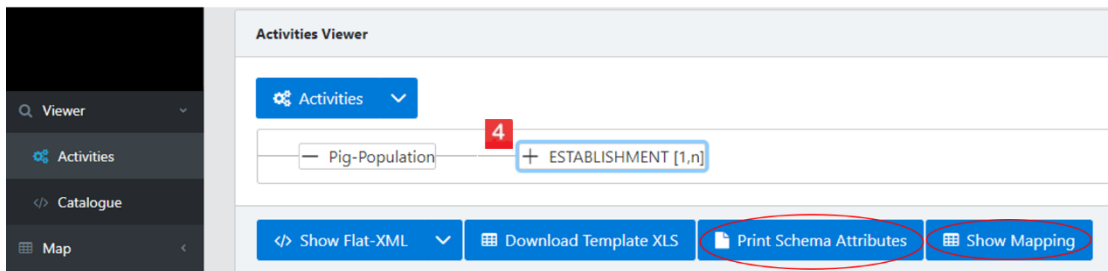 Activities Viewer
Activities
Viewer
4
Pig-Population ESTABLISHMENT [1,n]
Activities
Catalogue
Show Flat-XML Download Template XLS Print Schema Attributes Show Mapping
Map